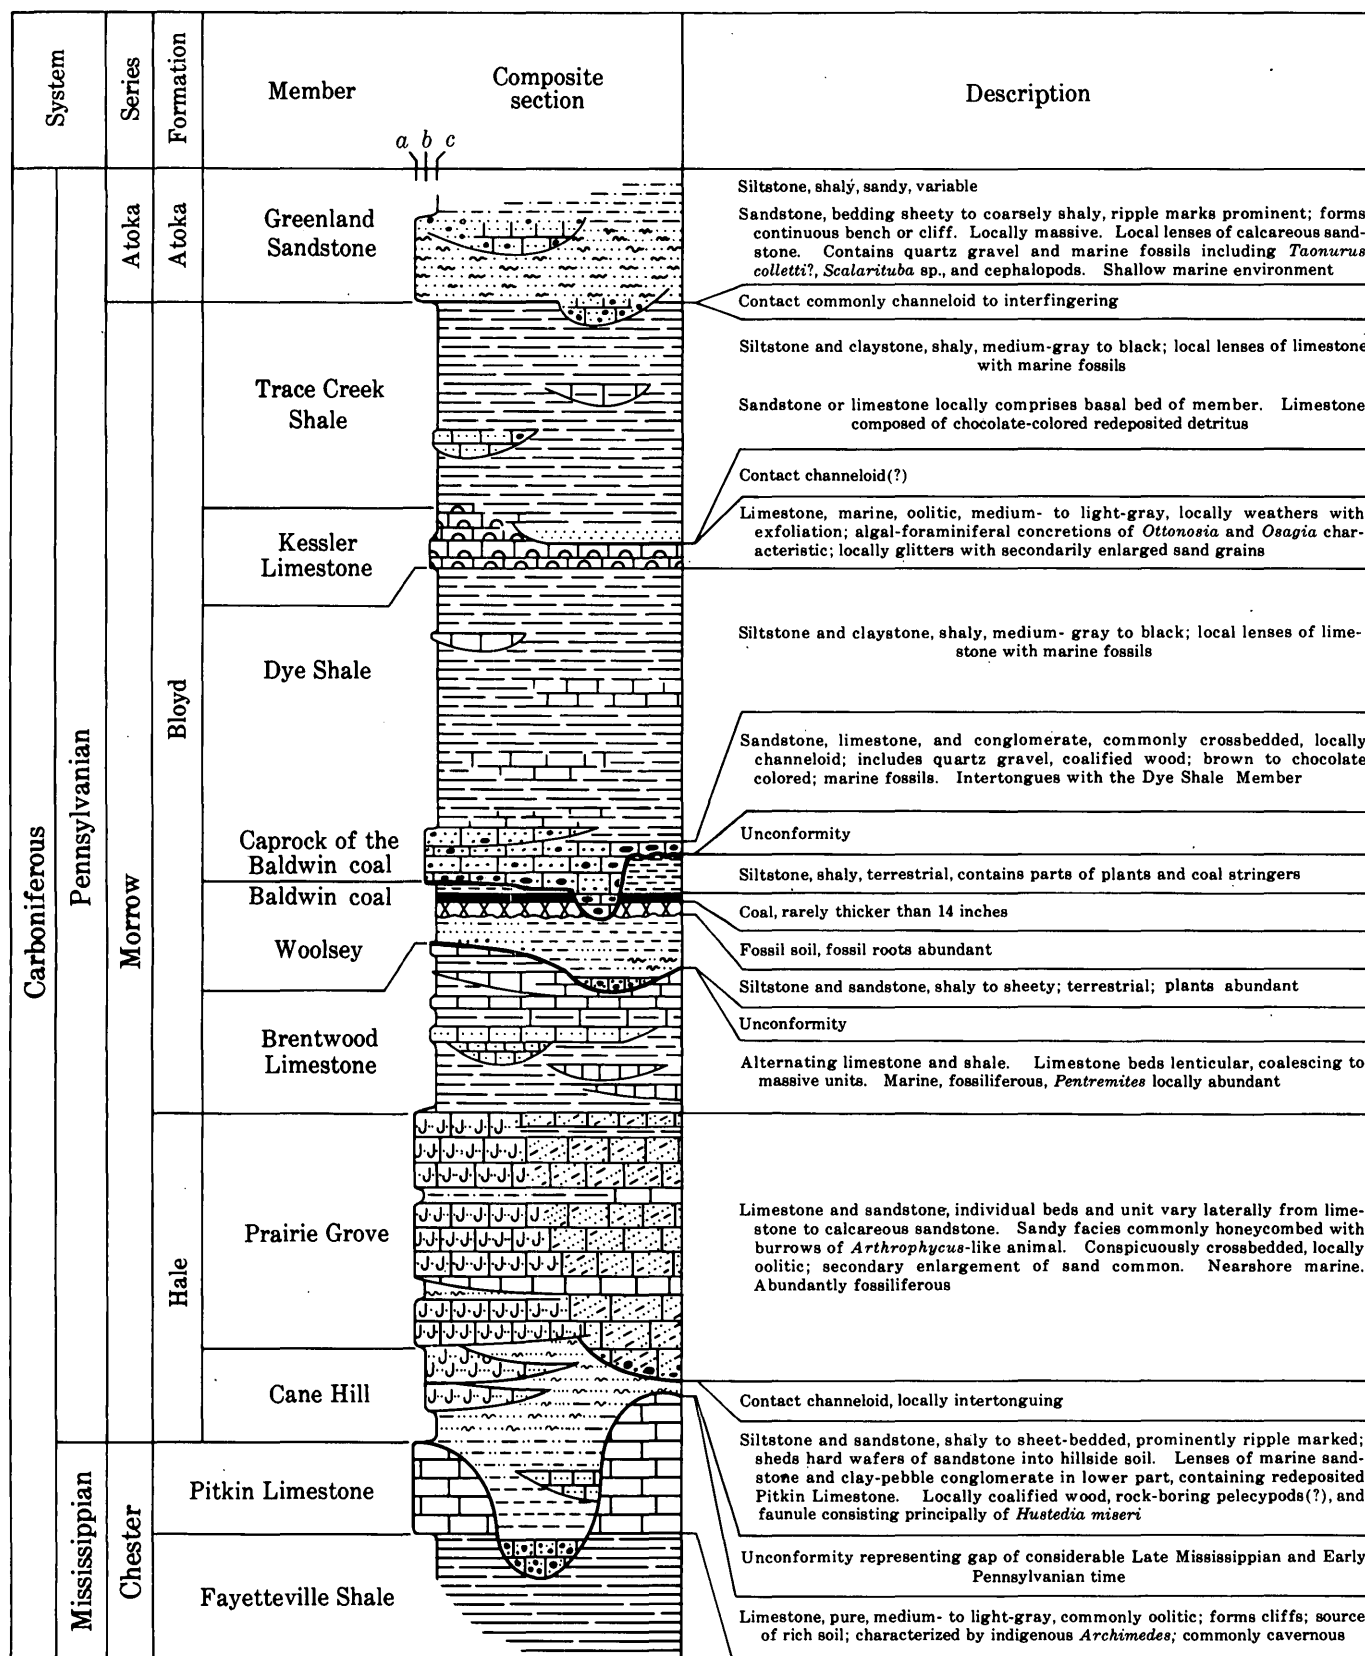 System
Series
Formation
Member
Composite
section
Description
a b c
Carboniferous
Pennsylvanian
Mississippian
Atoka
Morrow
Chester
Atoka
Bloyd
Hale
Greenland
Sandstone
Trace Creek
Shale
Kessler
Limestone
Dye Shale
Caprock of the
Baldwin coal
Baldwin coal
Woolsey
Brentwood
Limestone
Prairie Grove
Cane Hill
Pitkin Limestone
Fayetteville Shale
Siltstone, shaly, sandy, variable
Sandstone, bedding sheety to coarsely shaly, ripple marks prominent; forms
continuous bench or cliff. Locally massive. Local lenses of calcareous sand-
stone. Contains quartz gravel and marine fossils including Taonurus
colletti?, Scalarituba sp., and cephalopods. Shallow marine environment
Contact commonly channeloid to interfingering
Siltstone and claystone, shaly, medium-gray to black; local lenses of limestone
with marine fossils
Sandstone or limestone locally comprises basal bed of member. Limestone
composed of chocolate-colored redeposited detritus
Contact channeloid(?)
Limestone, marine, oolitic, medium- to light-gray, locally weathers with
exfoliation; algal-foraminiferal concretions of Ottonosia and Osagia char-
acteristic; locally glitters with secondarily enlarged sand grains
Siltstone and claystone, shaly, medium- gray to black; local lenses of lime-
stone with marine fossils
Sandstone, limestone, and conglomerate, commonly crossbedded, locally
channeloid; includes quartz gravel, coalified wood; brown to chocolate
colored; marine fossils. Intertongues with the Dye Shale Member
Unconformity
Siltstone, shaly, terrestrial, contains parts of plants and coal stringers
Coal, rarely thicker than 14 inches
Fossil soil, fossil roots abundant
Siltstone and sandstone, shaly to sheety; terrestrial; plants abundant
Unconformity
Alternating limestone and shale. Limestone beds lenticular, coalescing to
massive units. Marine, fossiliferous, Pentremites locally abundant
Limestone and sandstone, individual beds and unit vary laterally from lime-
stone to calcareous sandstone. Sandy facies commonly honeycombed with
burrows of Arthrophycus-like animal. Conspicuously crossbedded, locally
oolitic; secondary enlargement of sand common. Nearshore marine.
Abundantly fossiliferous
Contact channeloid, locally intertonguing
Siltstone and sandstone, shaly to sheet-bedded, prominently ripple marked;
sheds hard wafers of sandstone into hillside soil. Lenses of marine sand-
stone and clay-pebble conglomerate in lower part, containing redeposited
Pitkin Limestone. Locally coalified wood, rock-boring pelecypods(?), and
faunule consisting principally of Hustedia miseri
Unconformity representing gap of considerable Late Mississippian and Early
Pennsylvanian time
Limestone, pure, medium- to light-gray, commonly oolitic; forms cliffs; source
of rich soil; characterized by indigenous Archimedes; commonly cavernous